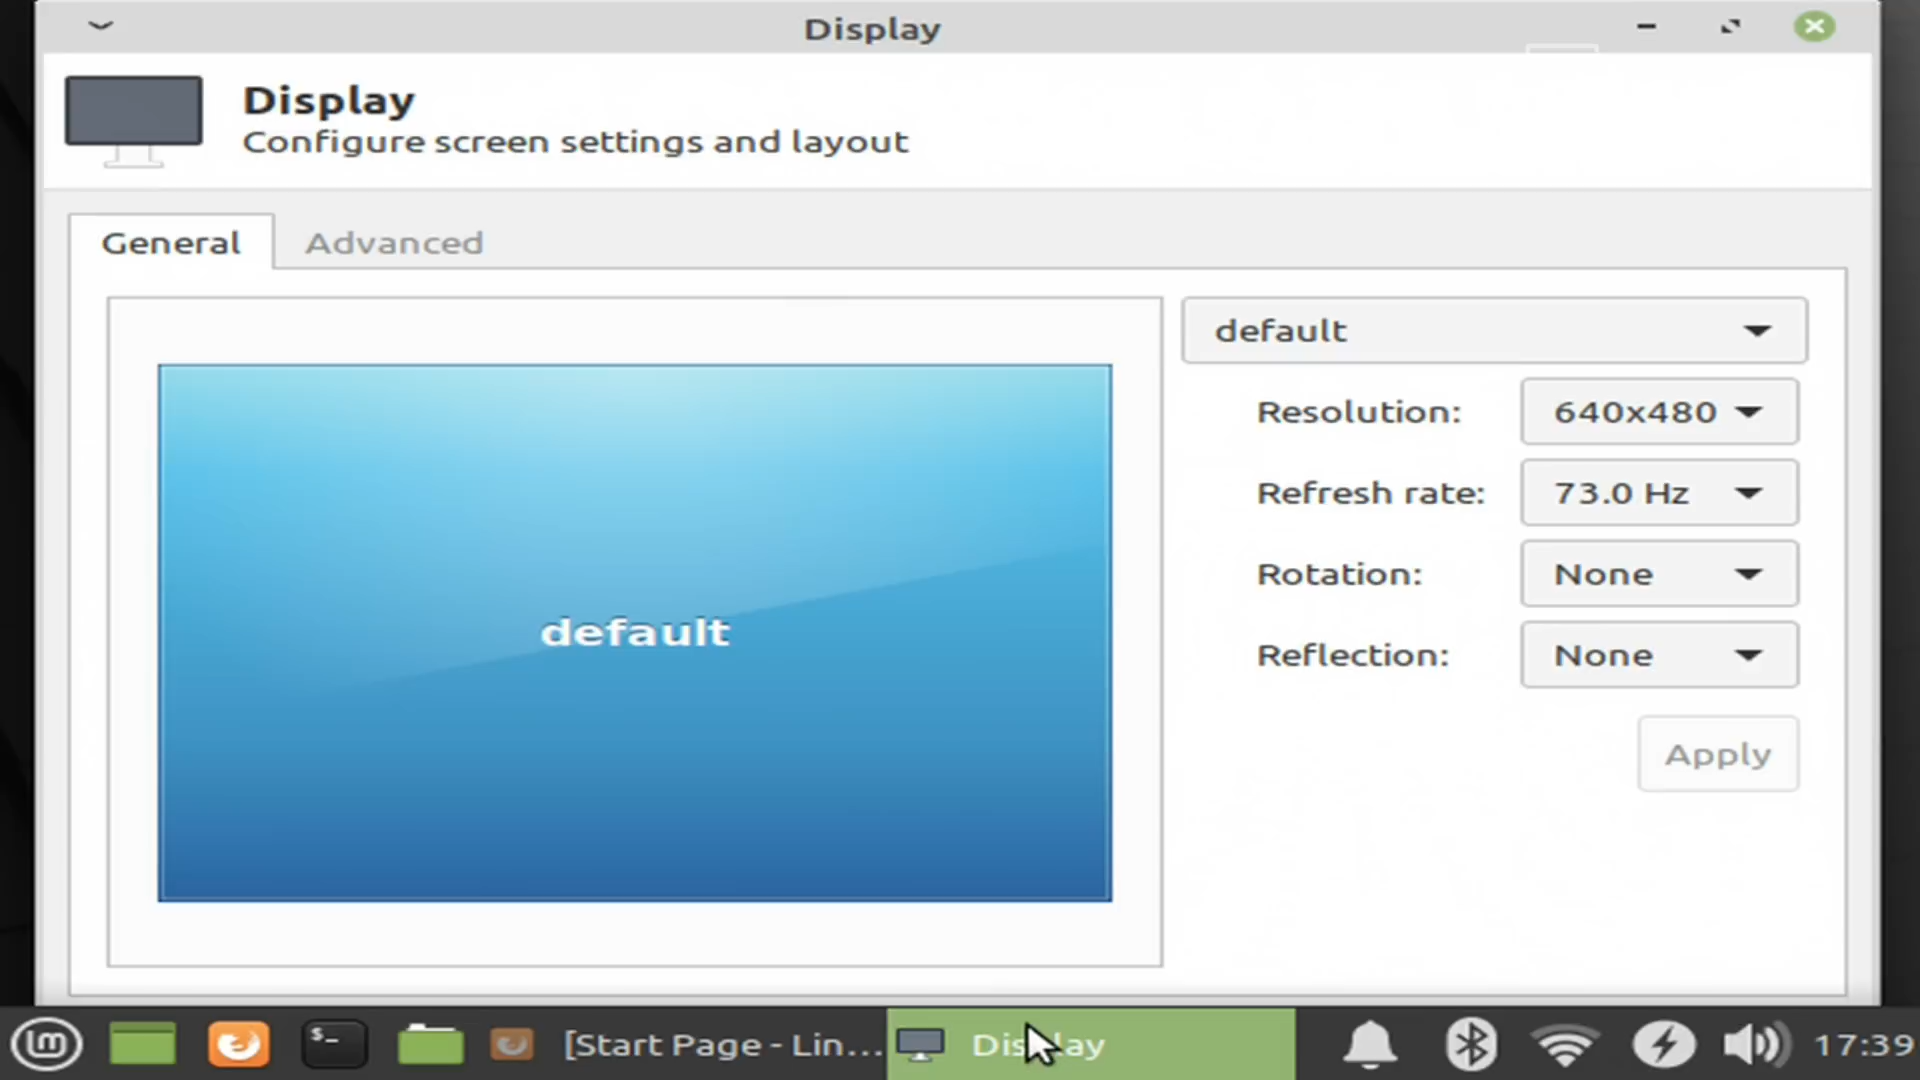 Display
Display
Configure screen settings and layout
General
Advanced
default
default
Resolution:
640x480
Refresh rate:
73.0 Hz
Rotation:
None
Reflection:
None
Apply
lm
$_
[Start Page - Lin...
Display
17:39